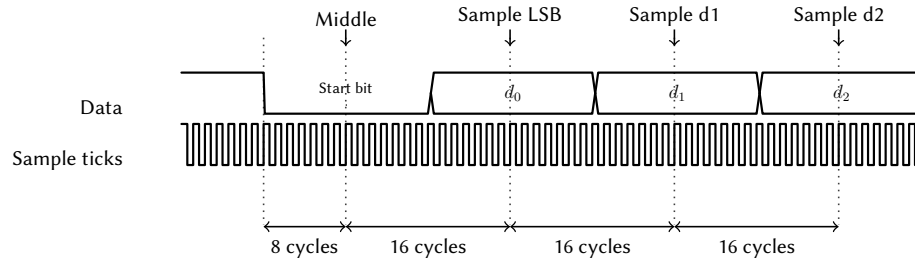 Middle Sample LSB Sample d1 Sample d2
Data Start bit d₀ d₁ d₂
Sample ticks
8 cycles 16 cycles 16 cycles 16 cycles